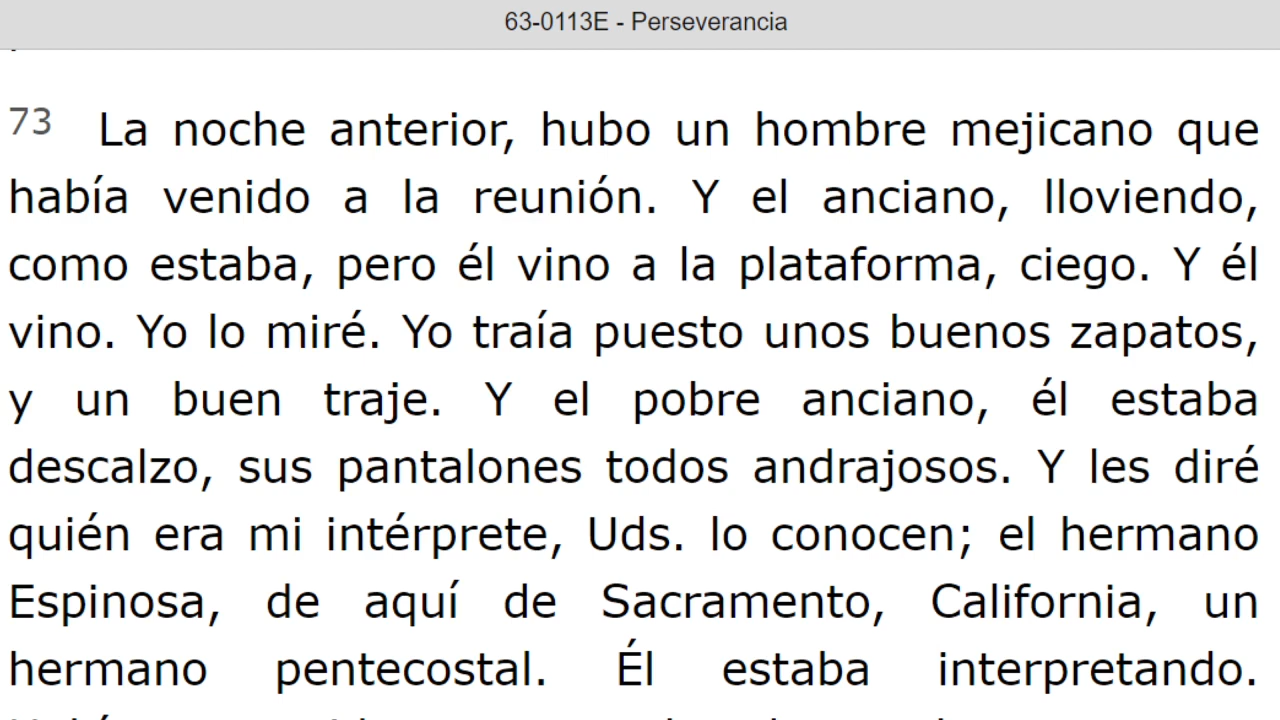 63-0113E - Perseverancia
73 La noche anterior, hubo un hombre mejicano que
había venido a la reunión. Y el anciano, lloviendo,
como estaba, pero él vino a la plataforma, ciego. Y él
vino. Yo lo miré. Yo traía puesto unos buenos zapatos,
y un buen traje. Y el pobre anciano, él estaba
descalzo, sus pantalones todos andrajosos. Y les diré
quién era mi intérprete, Uds. lo conocen; el hermano
Espinosa, de aquí de Sacramento, California, un
hermano pentecostal. Él estaba interpretando.